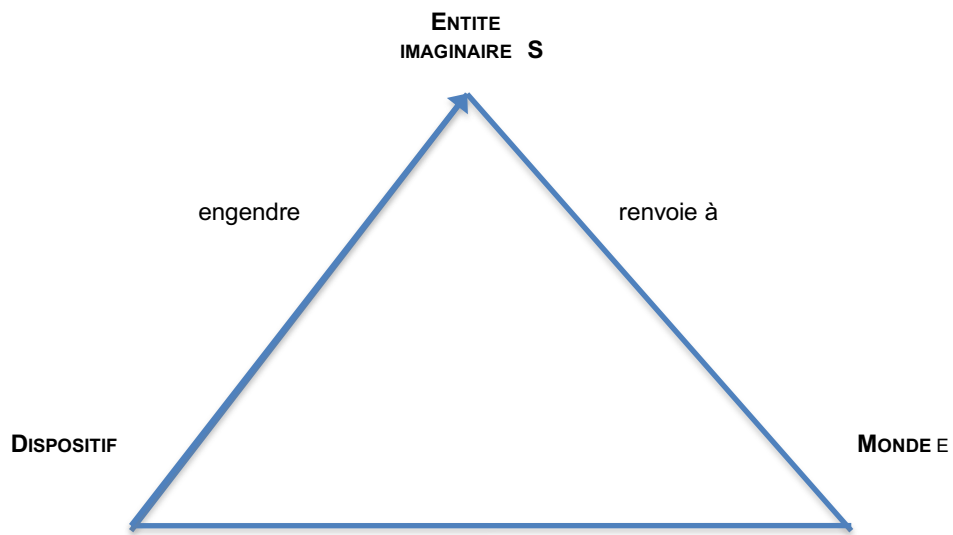 ENTITE
IMAGINAIRE S
engendre
renvoie à
DISPOSITIF
MONDE E